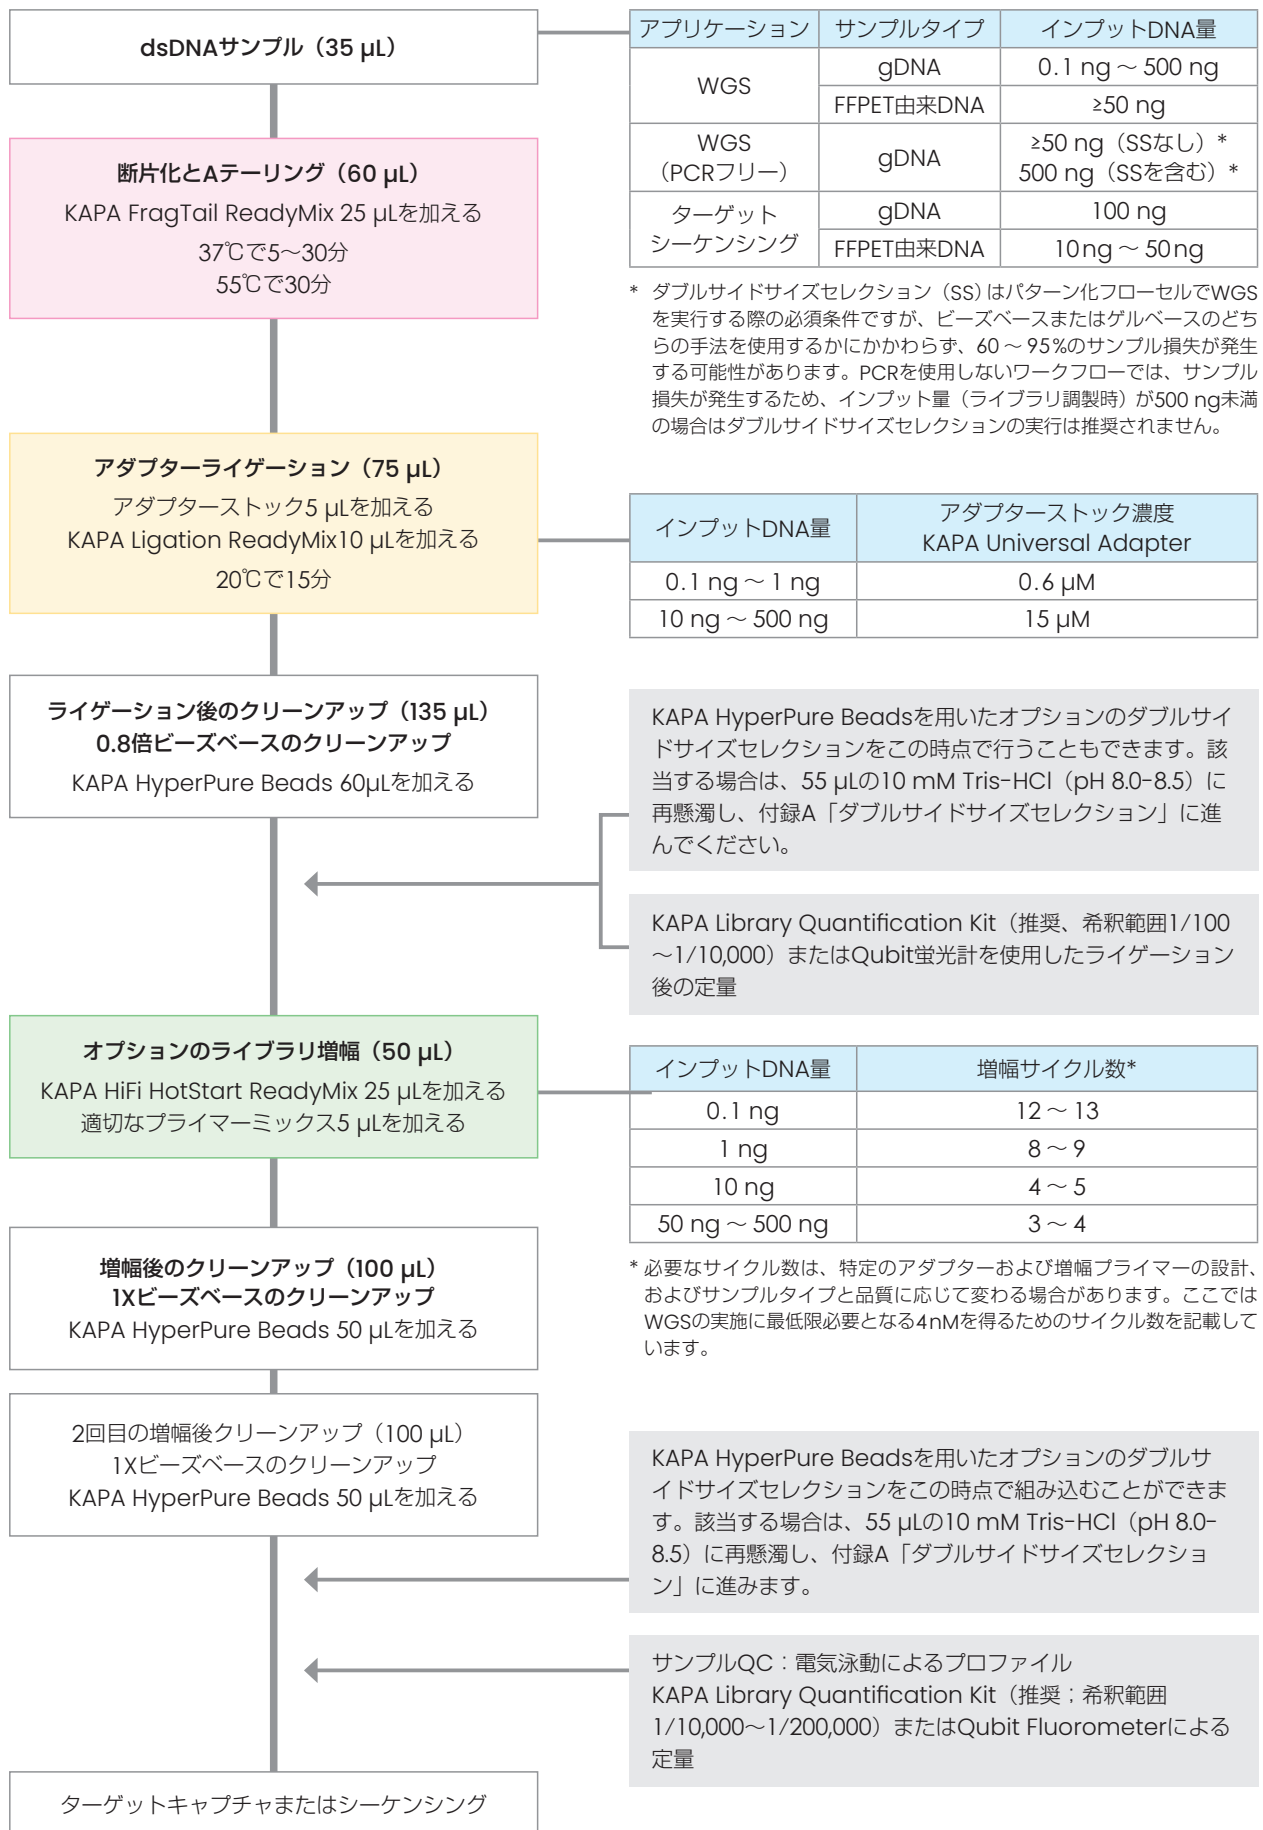 dsDNAサンプル（35 µL）
アプリケーション サンプルタイプ インプットDNA量
WGS gDNA 0.1 ng ～ 500 ng
FFPET由来DNA ≥50 ng
WGS
（PCRフリー） gDNA ≥50 ng（SSなし）*
500 ng（SSを含む）*
ターゲット
シーケンシング gDNA 100 ng
FFPET由来DNA 10ng ～ 50ng
* ダブルサイドサイズセレクション（SS）はパターン化フローセルでWGS
を実行する際の必須条件ですが、ビーズベースまたはゲルベースのどち
らの手法を使用するかにかかわらず、60 ～ 95%のサンプル損失が発生
する可能性があります。PCRを使用しないワークフローでは、サンプル
損失が発生するため、インプット量（ライブラリ調製時）が500 ng未満
の場合はダブルサイドサイズセレクションの実行は推奨されません。
断片化とAテーリング（60 µL）
KAPA FragTail ReadyMix 25 µLを加える
37℃で5～30分
55℃で30分
アダプターライゲーション（75 µL）
アダプターストック5 µLを加える
KAPA Ligation ReadyMix10 µLを加える
20℃で15分
インプットDNA量 アダプターストック濃度
KAPA Universal Adapter
0.1 ng ～ 1 ng 0.6 µM
10 ng ～ 500 ng 15 µM
ライゲーション後のクリーンアップ（135 µL）
0.8倍ビーズベースのクリーンアップ
KAPA HyperPure Beads 60µLを加える
KAPA HyperPure Beadsを用いたオプションのダブルサイ
ドサイズセレクションをこの時点で行うこともできます。該
当する場合は、55 µLの10 mM Tris-HCl（pH 8.0-8.5）に
再懸濁し、付録A「ダブルサイドサイズセレクション」に進
んでください。
KAPA Library Quantification Kit（推奨、希釈範囲1/100
～1/10,000）またはQubit蛍光計を使用したライゲーション
後の定量
オプションのライブラリ増幅（50 µL）
KAPA HiFi HotStart ReadyMix 25 µLを加える
適切なプライマーミックス5 µLを加える
インプットDNA量 増幅サイクル数*
0.1 ng 12 ～ 13
1 ng 8 ～ 9
10 ng 4 ～ 5
50 ng ～ 500 ng 3 ～ 4
* 必要なサイクル数は、特定のアダプターおよび増幅プライマーの設計、
およびサンプルタイプと品質に応じて変わる場合があります。ここでは
WGSの実施に最低限必要となる4nMを得るためのサイクル数を記載して
います。
増幅後のクリーンアップ（100 µL）
1Xビーズベースのクリーンアップ
KAPA HyperPure Beads 50 µLを加える
2回目の増幅後クリーンアップ（100 µL）
1Xビーズベースのクリーンアップ
KAPA HyperPure Beads 50 µLを加える
KAPA HyperPure Beadsを用いたオプションのダブルサ
イドサイズセレクションをこの時点で組み込むことができま
す。該当する場合は、55 µLの10 mM Tris-HCl（pH 8.0-
8.5）に再懸濁し、付録A「ダブルサイドサイズセレクショ
ン」に進みます。
サンプルQC：電気泳動によるプロファイル
KAPA Library Quantification Kit（推奨；希釈範囲
1/10,000～1/200,000）またはQubit Fluorometerによる
定量
ターゲットキャプチャまたはシーケンシング